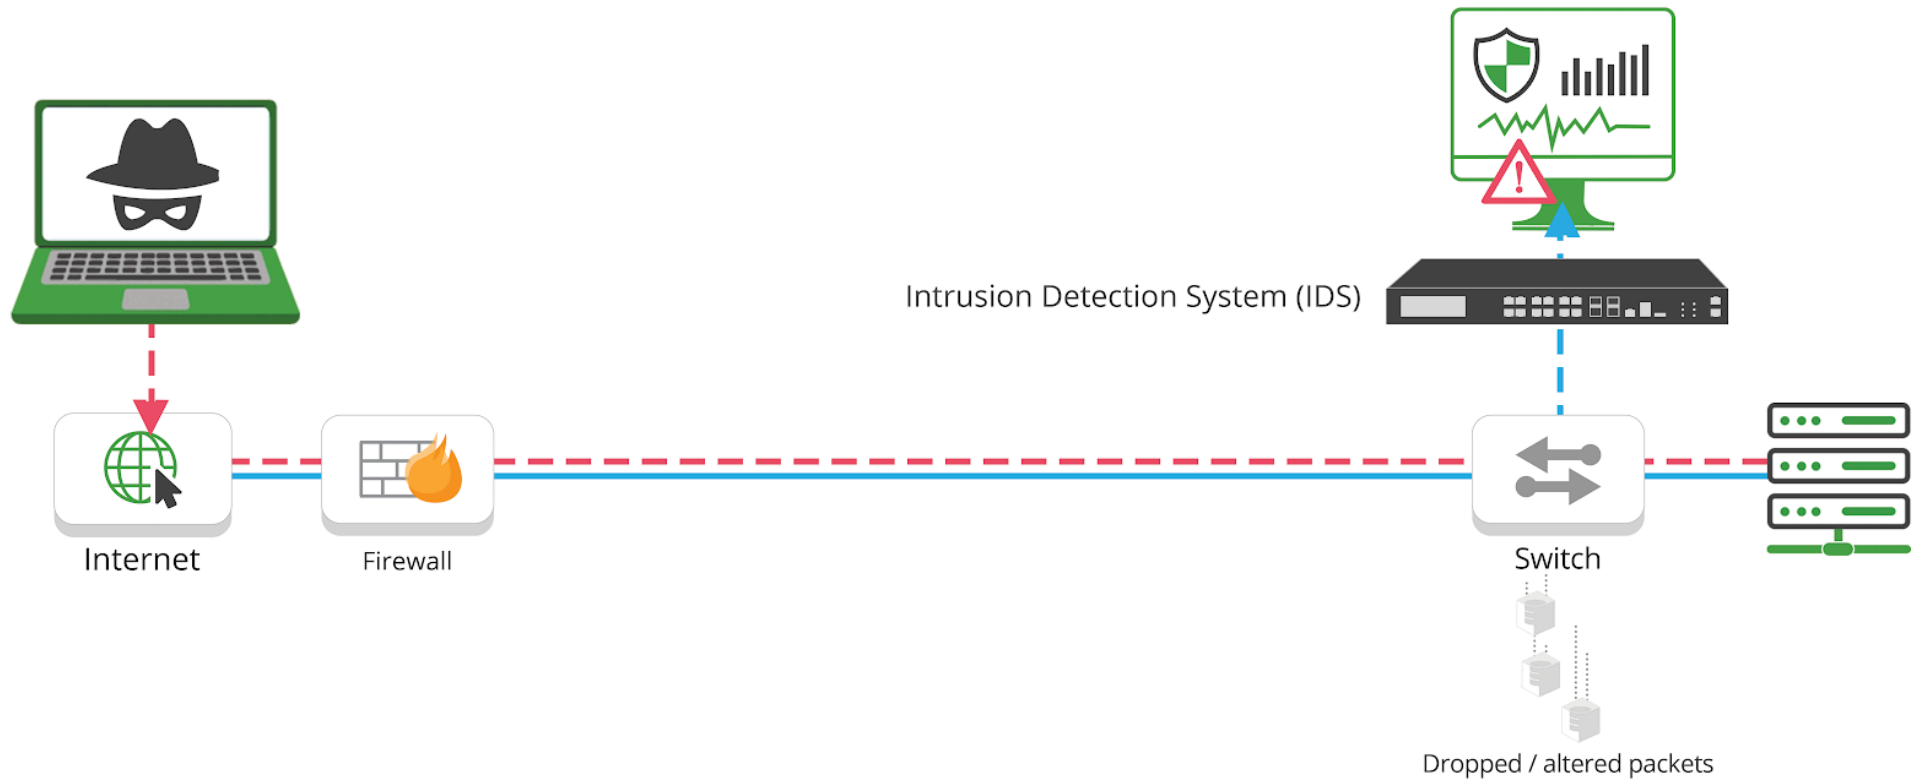 Intrusion Detection System (IDS)
Internet
Firewall
Switch
Dropped / altered packets